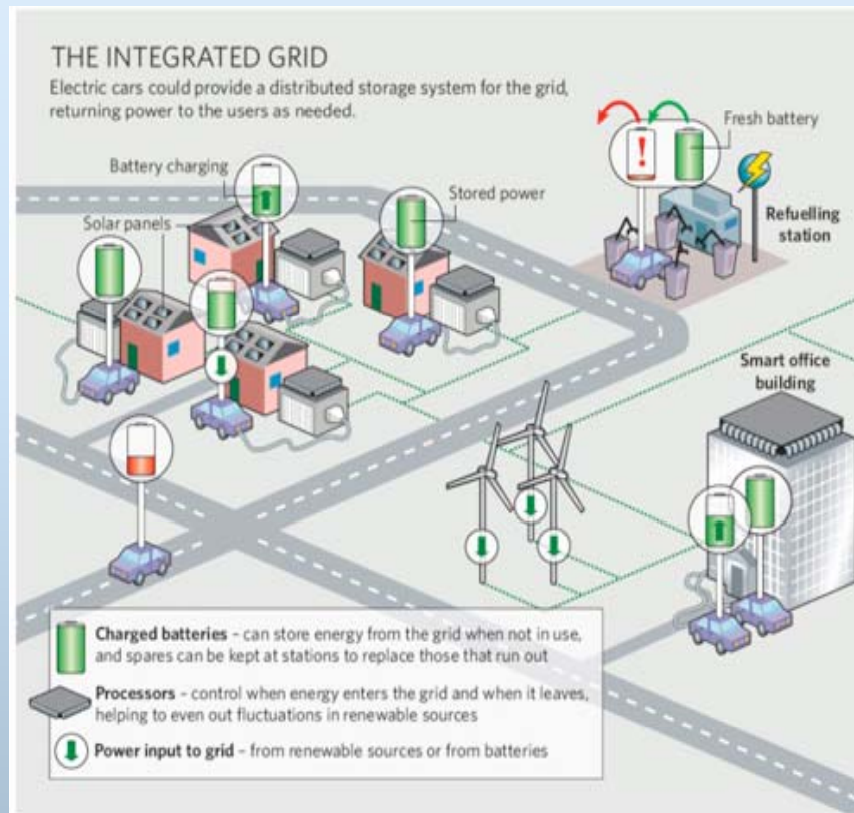 THE INTEGRATED GRID
Electric cars could provide a distributed storage system for the grid,
returning power to the users as needed.
Fresh battery
Battery charging
Stored power
Solar panels
Refuelling
station
Smart office
building
Charged batteries – can store energy from the grid when not in use,
and spares can be kept at stations to replace those that run out
Processors – control when energy enters the grid and when it leaves,
helping to even out fluctuations in renewable sources
Power input to grid – from renewable sources or from batteries